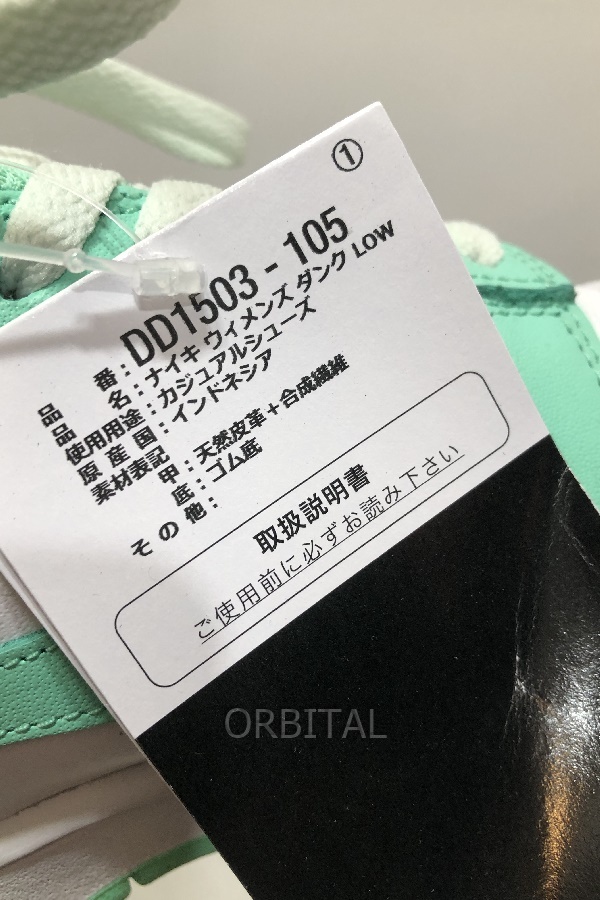 ①
品番：DD1503 - 105
品名：ナイキ ウィメンズ ダンク LOW
使用用途：カジュアルシューズ
原産国：インドネシア
素材表記 甲：天然皮革＋合成繊維
底：ゴム底
その他：
取扱説明書
ご使用前に必ずお読み下さい
ORBITAL